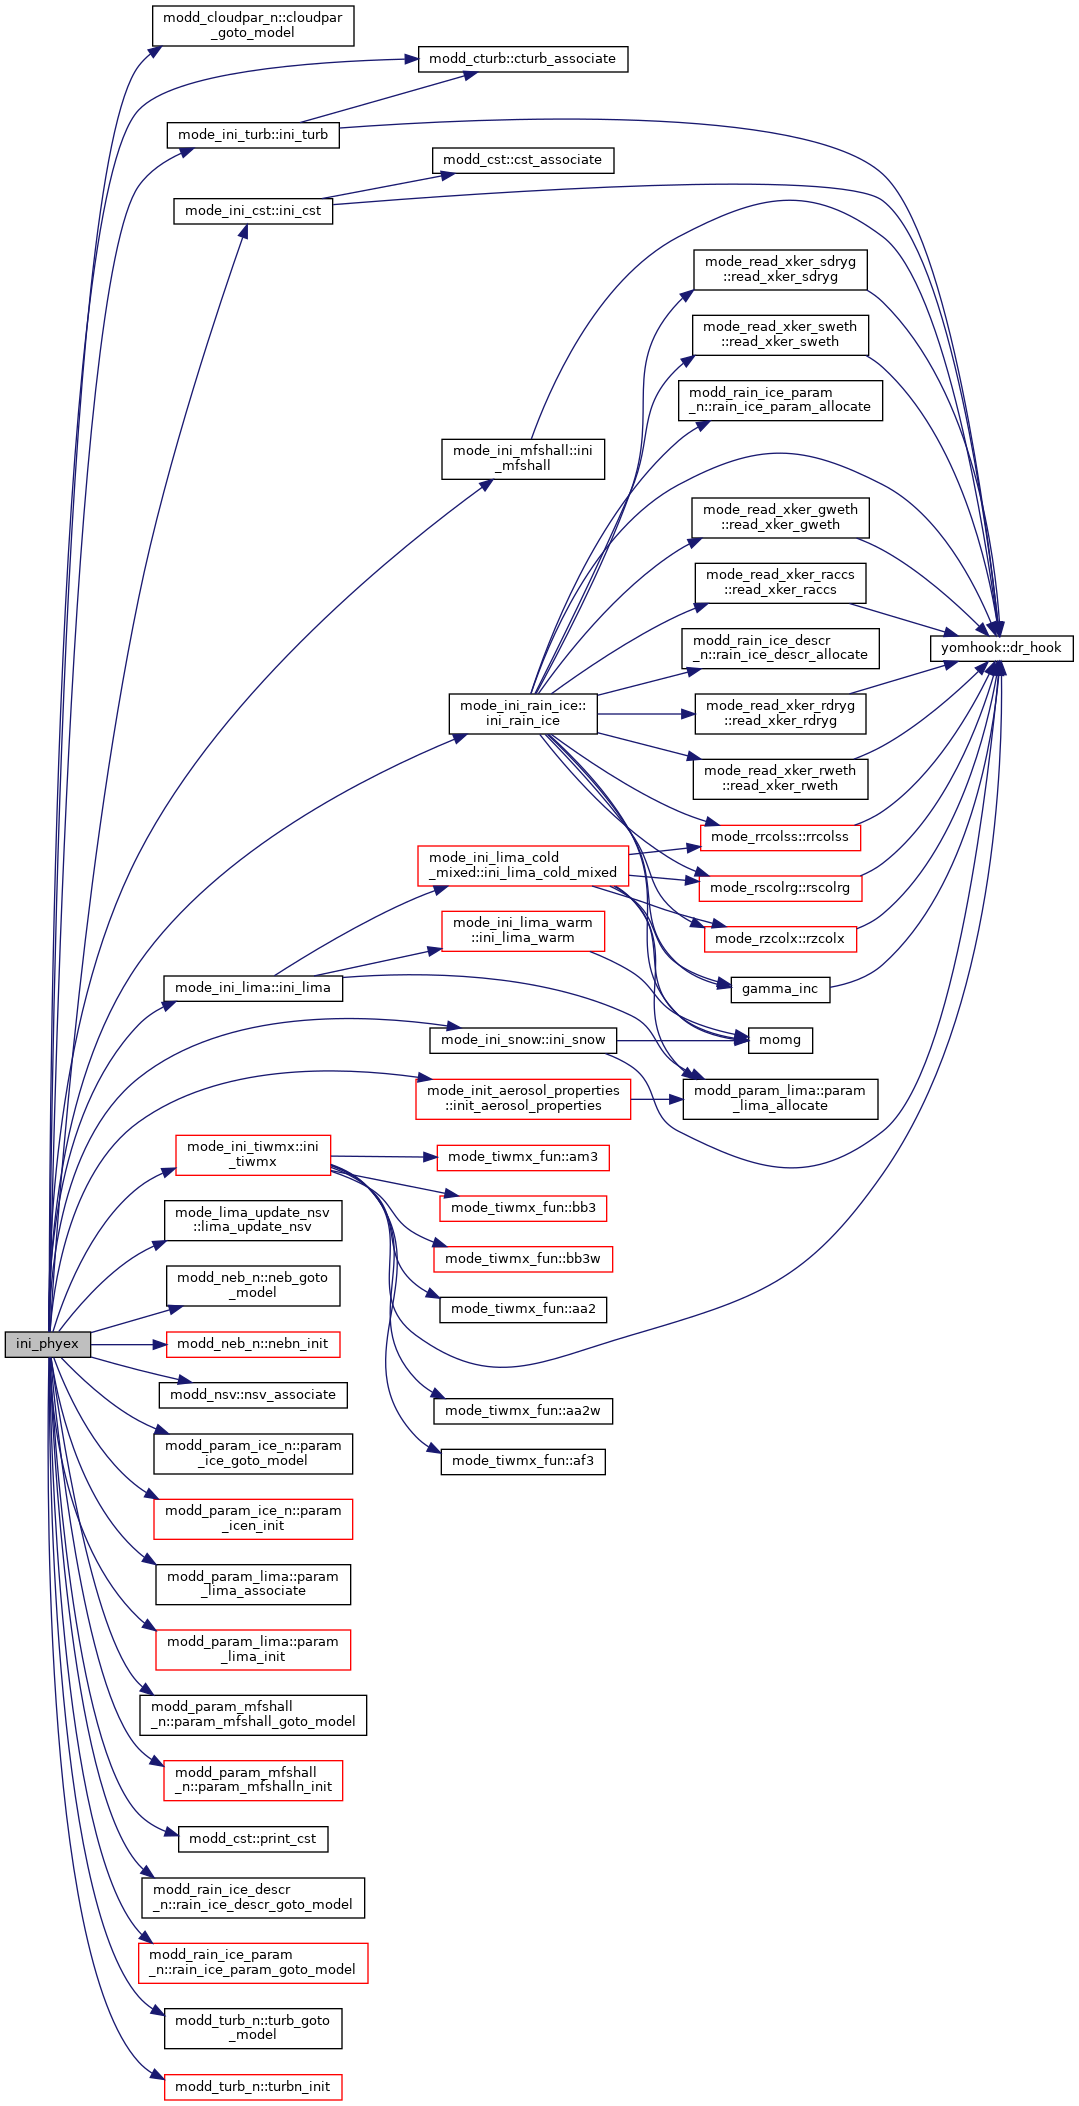 modd_cloudpar_n::cloudpar
_goto_model
modd_cturb::cturb_associate
mode_ini_turb::ini_turb
modd_cst::cst_associate
mode_ini_cst::ini_cst
mode_read_xker_sdryg
::read_xker_sdryg
mode_read_xker_sweth
::read_xker_sweth
modd_rain_ice_param
_n::rain_ice_param_allocate
mode_ini_mfshall::ini
_mfshall
mode_read_xker_gweth
::read_xker_gweth
mode_read_xker_raccs
::read_xker_raccs
modd_rain_ice_descr
_n::rain_ice_descr_allocate
yomhook::dr_hook
mode_ini_rain_ice::
ini_rain_ice
mode_read_xker_rdryg
::read_xker_rdryg
mode_read_xker_rweth
::read_xker_rweth
mode_rrcolss::rrcolss
mode_ini_lima_cold
_mixed::ini_lima_cold_mixed
mode_rscolrg::rscolrg
mode_ini_lima_warm
::ini_lima_warm
mode_rzcolx::rzcolx
mode_ini_lima::ini_lima
gamma_inc
mode_ini_snow::ini_snow
momg
mode_init_aerosol_properties
::init_aerosol_properties
modd_param_lima::param
_lima_allocate
mode_ini_tiwmx::ini
_tiwmx
mode_tiwmx_fun::am3
mode_tiwmx_fun::bb3
mode_lima_update_nsv
::lima_update_nsv
mode_tiwmx_fun::bb3w
modd_neb_n::neb_goto
_model
mode_tiwmx_fun::aa2
ini_phyex
modd_neb_n::nebn_init
modd_nsv::nsv_associate
mode_tiwmx_fun::aa2w
modd_param_ice_n::param
_ice_goto_model
mode_tiwmx_fun::af3
modd_param_ice_n::param
_icen_init
modd_param_lima::param
_lima_associate
modd_param_lima::param
_lima_init
modd_param_mfshall
_n::param_mfshall_goto_model
modd_param_mfshall
_n::param_mfshalln_init
modd_cst::print_cst
modd_rain_ice_descr
_n::rain_ice_descr_goto_model
modd_rain_ice_param
_n::rain_ice_param_goto_model
modd_turb_n::turb_goto
_model
modd_turb_n::turbn_init